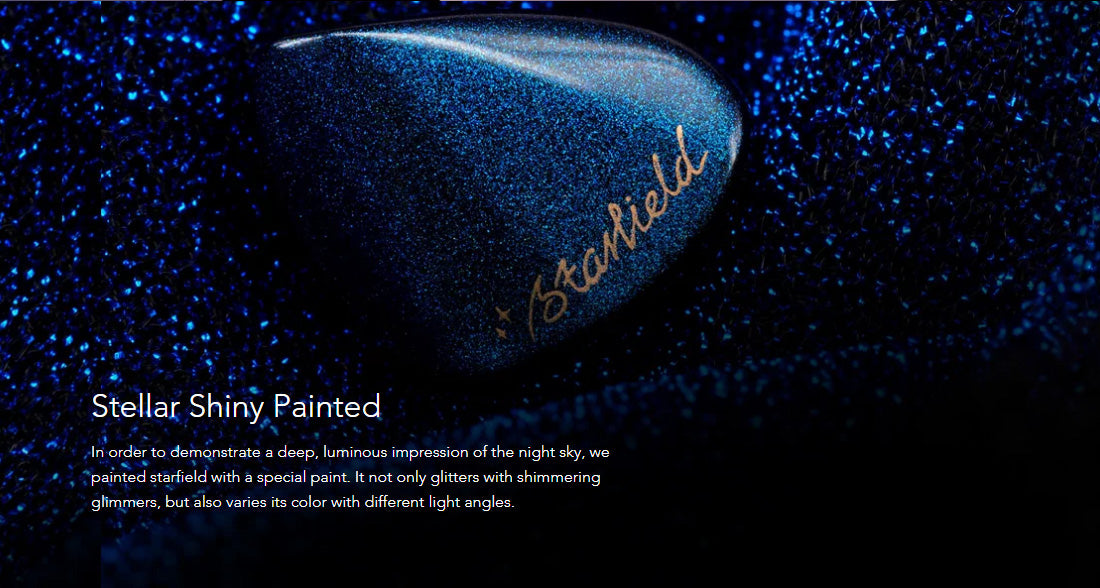 Starfield
Stellar Shiny Painted
In order to demonstrate a deep, luminous impression of the night sky, we
painted starfield with a special paint. It not only glitters with shimmering
glimmers, but also varies its color with different light angles.